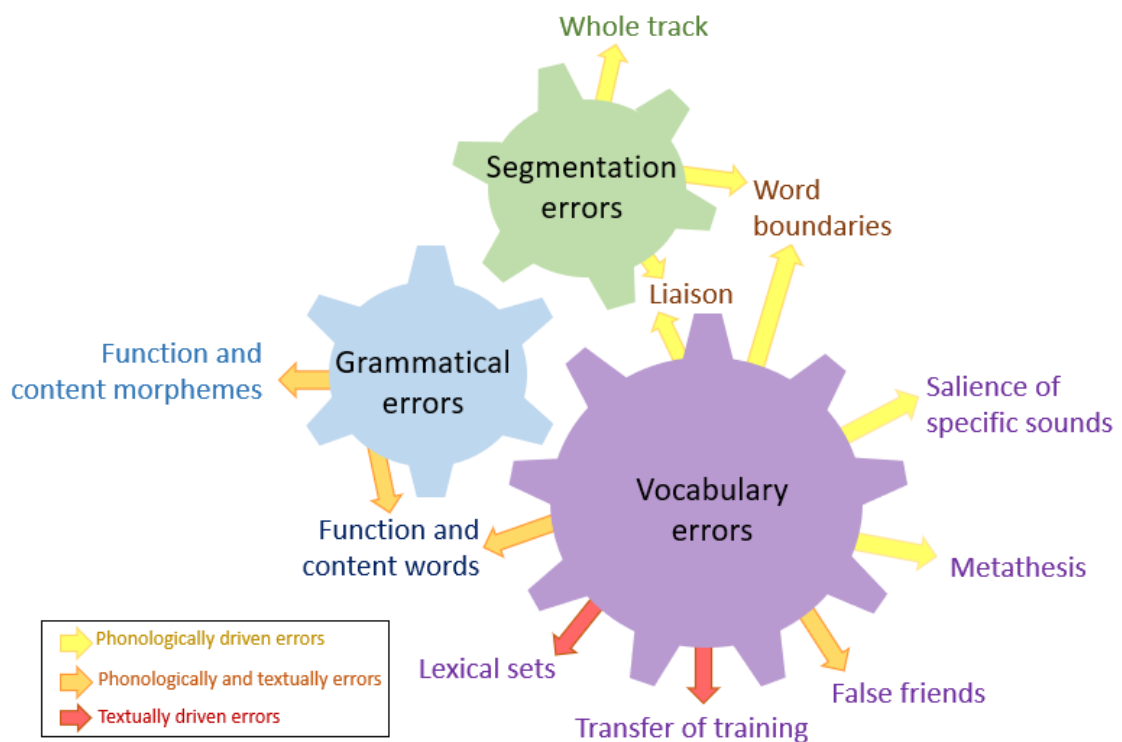 Whole track
Segmentation
errors
Word
boundaries
Liaison
Function and
content morphemes
Grammatical
errors
Salience of
specific sounds
Vocabulary
errors
Function and
content words
Metathesis
Lexical sets
False friends
Transfer of training
Phonologically driven errors
Phonologically and textually errors
Textually driven errors